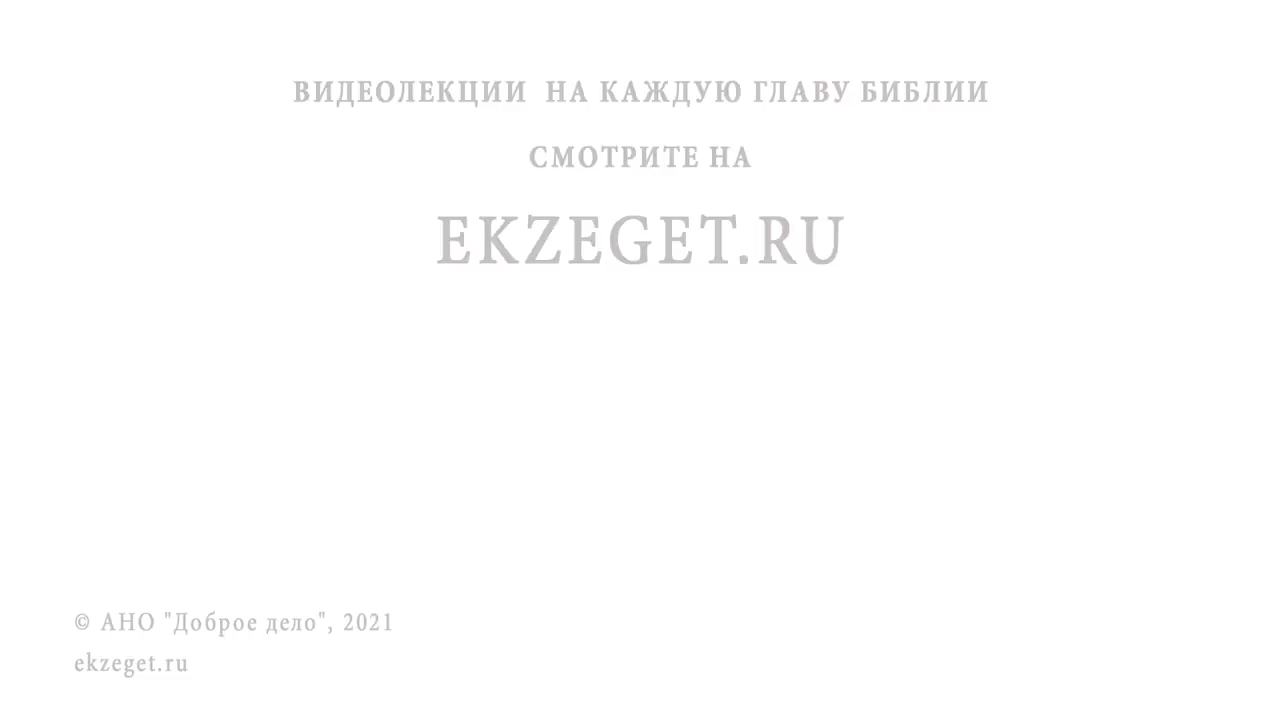 ВИДЕОЛЕКЦИИ НА КАЖДУЮ ГЛАВУ БИБЛИИ
СМОТРИТЕ НА
EKZEGET.RU
© АНО "Доброе дело", 2021
ekzeget.ru